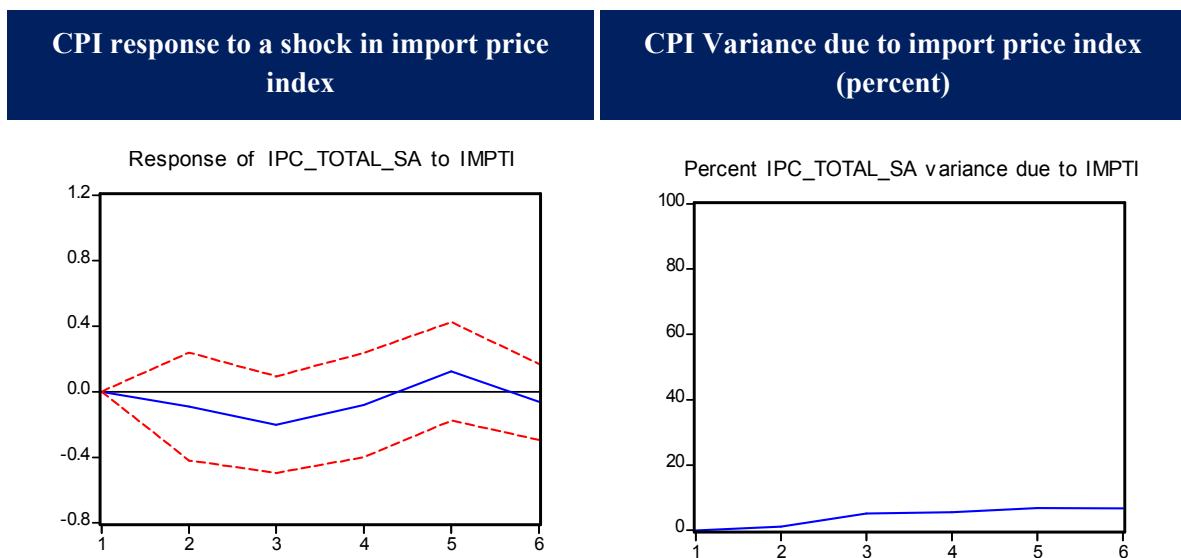 CPI response to a shock in import price
index
CPI Variance due to import price index
(percent)
Response of IPC_TOTAL_SA to IMPTI
1.2
0.8
0.4
0.0
-0.4
-0.8
1 2 3 4 5 6
Percent IPC_TOTAL_SA variance due to IMPTI
100
80
60
40
20
0
1 2 3 4 5 6